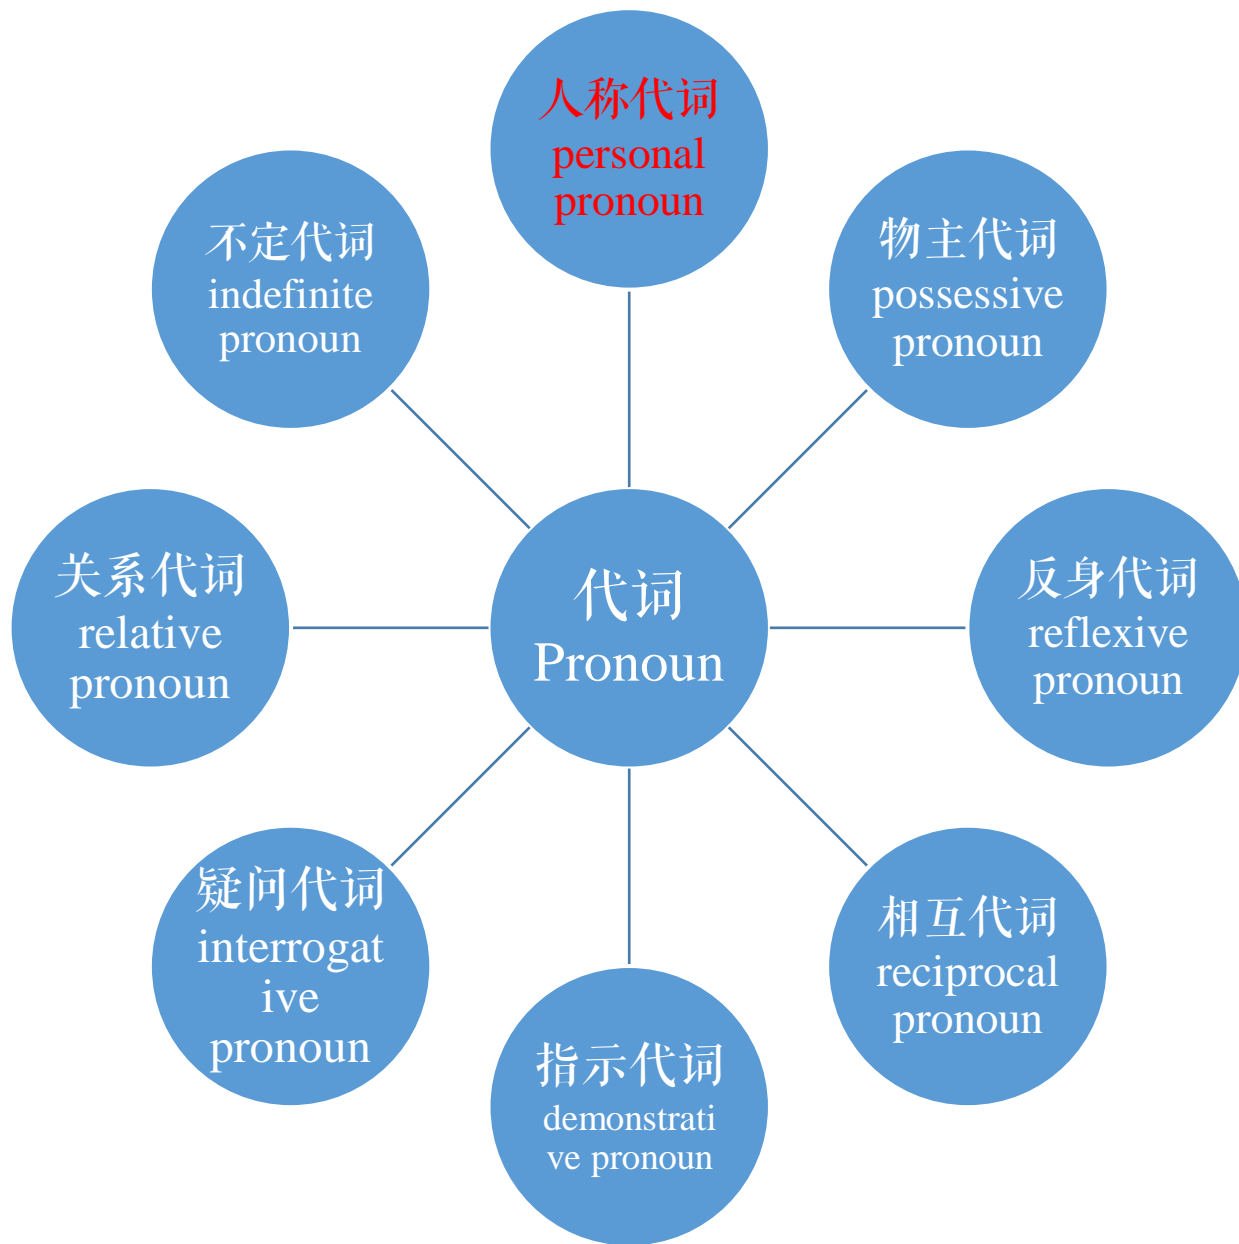 人称代词
personal
pronoun
物主代词
possessive
pronoun
反身代词
reflexive
pronoun
相互代词
reciprocal
pronoun
指示代词
demonstrati
ve pronoun
疑问代词
interrogat
ive
pronoun
关系代词
relative
pronoun
不定代词
indefinite
pronoun
代词
Pronoun